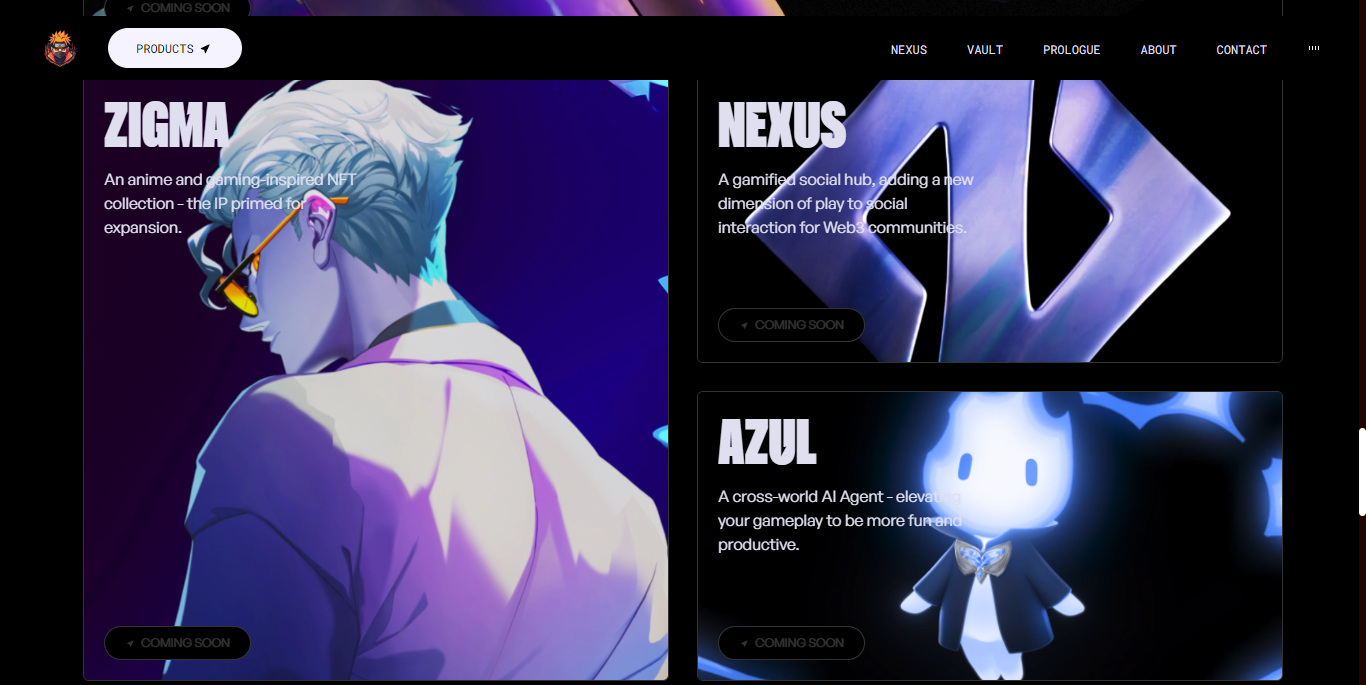 COMING SOON
PRODUCTS
NEXUS VAULT PROLOGUE ABOUT CONTACT
ZIGMA
An anime and gaming-inspired NFT
collection - the IP primed for
expansion.
COMING SOON
NEXUS
A gamified social hub, adding a new
dimension of play to social
interaction for Web3 communities.
COMING SOON
AZUL
A cross-world AI Agent - elevating
your gameplay to be more fun and
productive.
COMING SOON